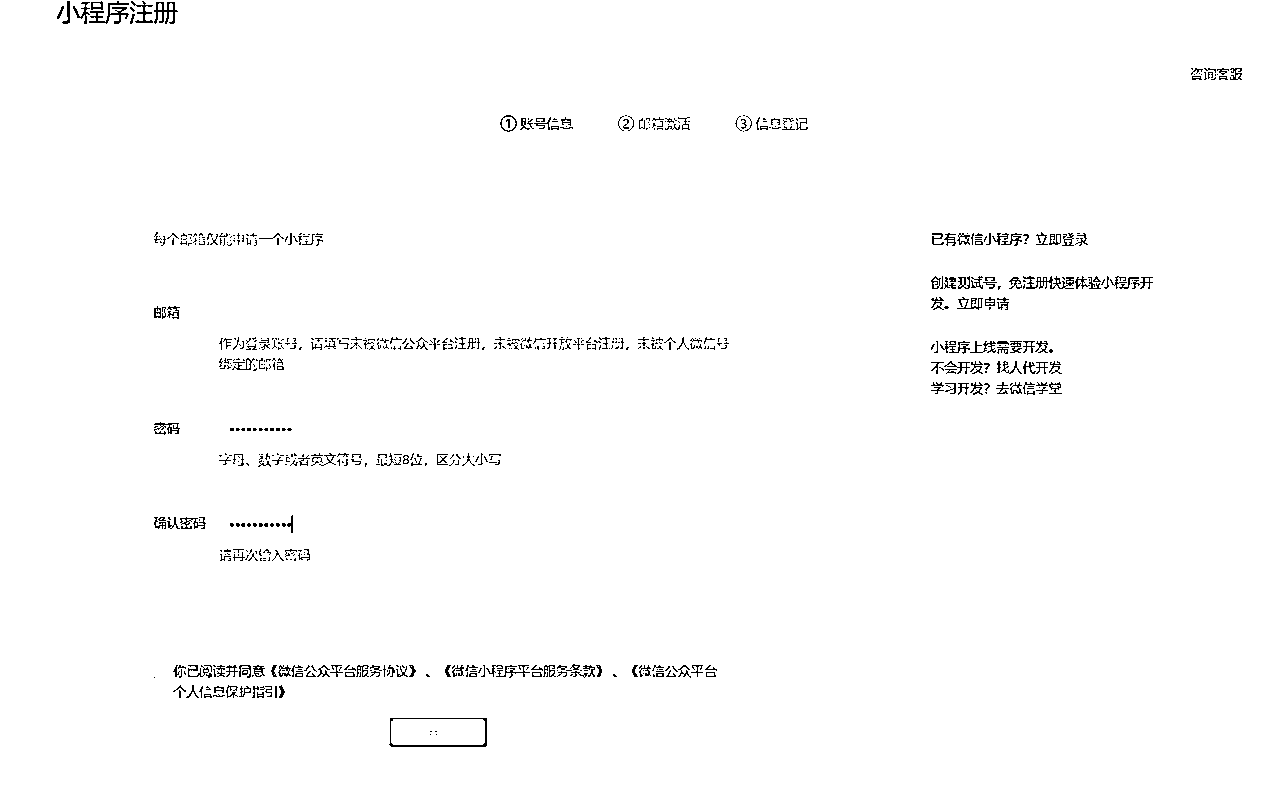 小程序注册
咨询客服
① 账号信息 ② 邮箱激活 ③ 信息登记
每个邮箱仅能申请一个小程序
邮箱
作为登录账号，请填写未被微信公众平台注册，未被微信开放平台注册，未被个人微信号
绑定的邮箱
密码 •••••••••••
字母、数字或者英文符号，最短8位，区分大小写
确认密码 •••••••••••
请再次输入密码
你已阅读并同意《微信公众平台服务协议》、《微信小程序平台服务条款》、《微信公众平台
个人信息保护指引》
已有微信小程序？立即登录
创建测试号，免注册快速体验小程序开
发。立即申请
小程序上线需要开发。
不会开发？找人代开发
学习开发？去微信学堂